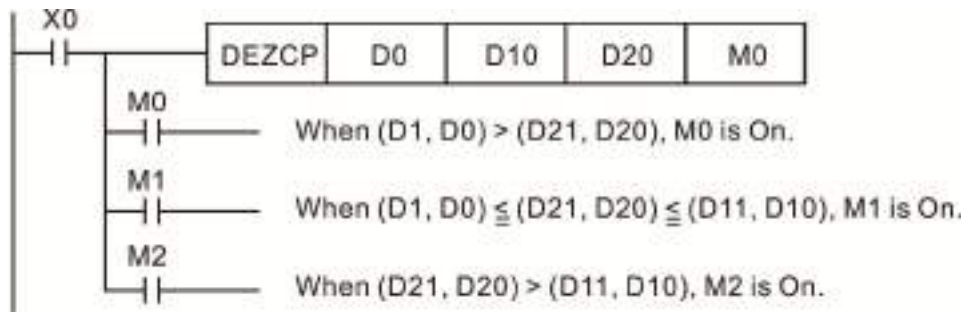 X0
DEZCP D0 D10 D20 M0
M0
When (D1, D0) > (D21, D20), M0 is On.
M1
When (D1, D0) ≦ (D21, D20) ≦ (D11, D10), M1 is On.
M2
When (D21, D20) > (D11, D10), M2 is On.